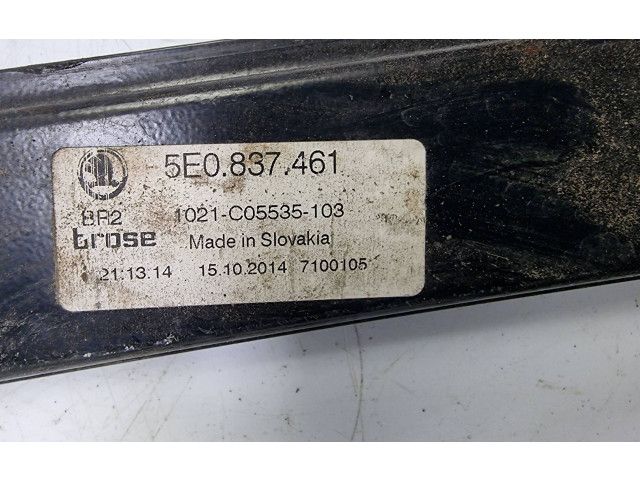 5E0.837.461
BR2 1021-C05535-103
brose Made in Slovakia
21:13.14 15.10.2014 7100105